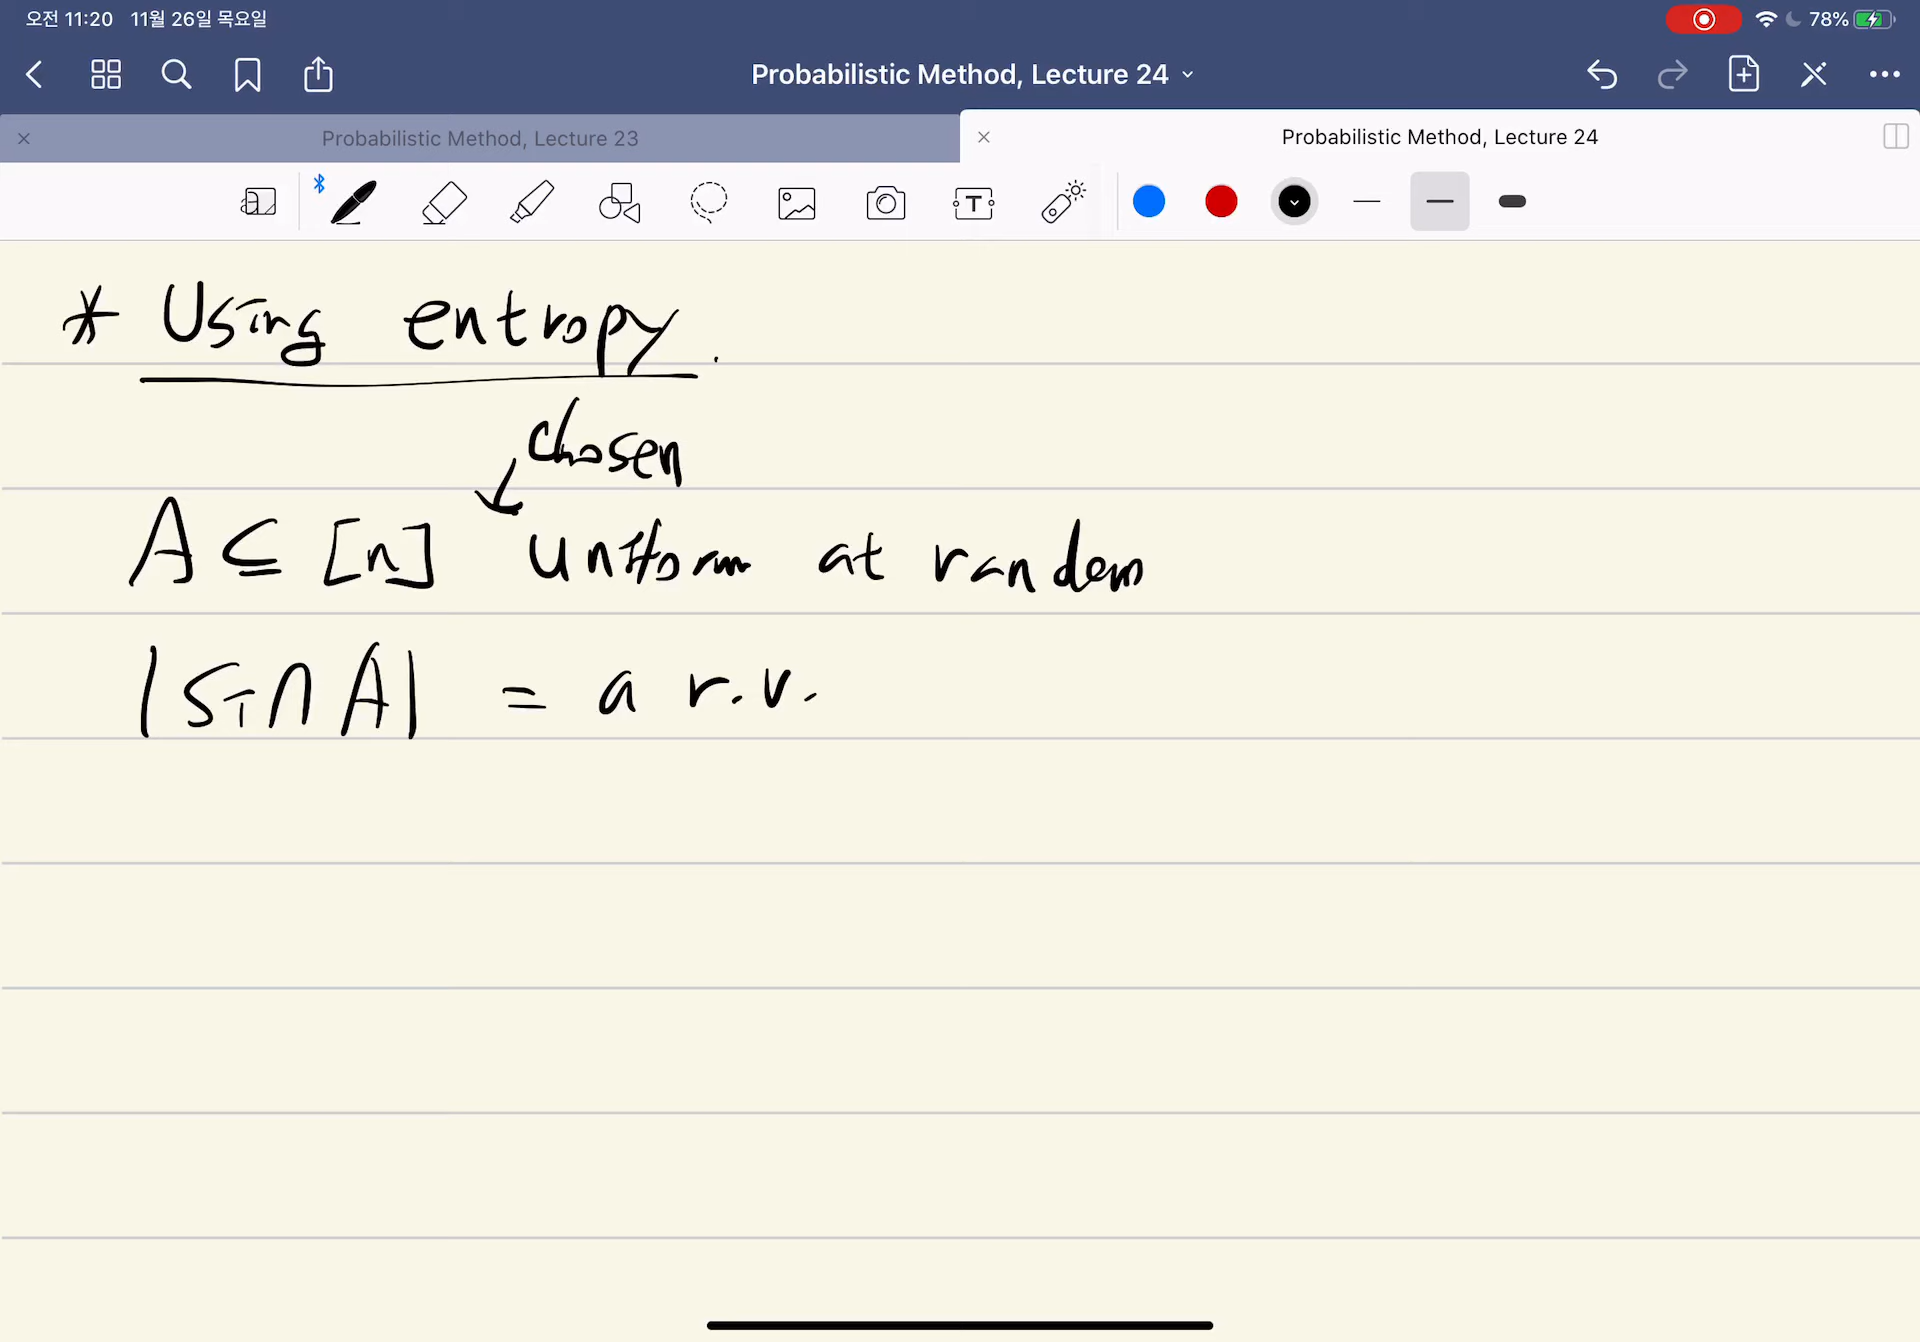 오전 11:20 11월 26일 목요일 78%
Probabilistic Method, Lecture 24
Probabilistic Method, Lecture 23 Probabilistic Method, Lecture 24
* Using entropy.
chosen
A ⊆ [n] uniform at random
|Si ∩ A| = a r.v.